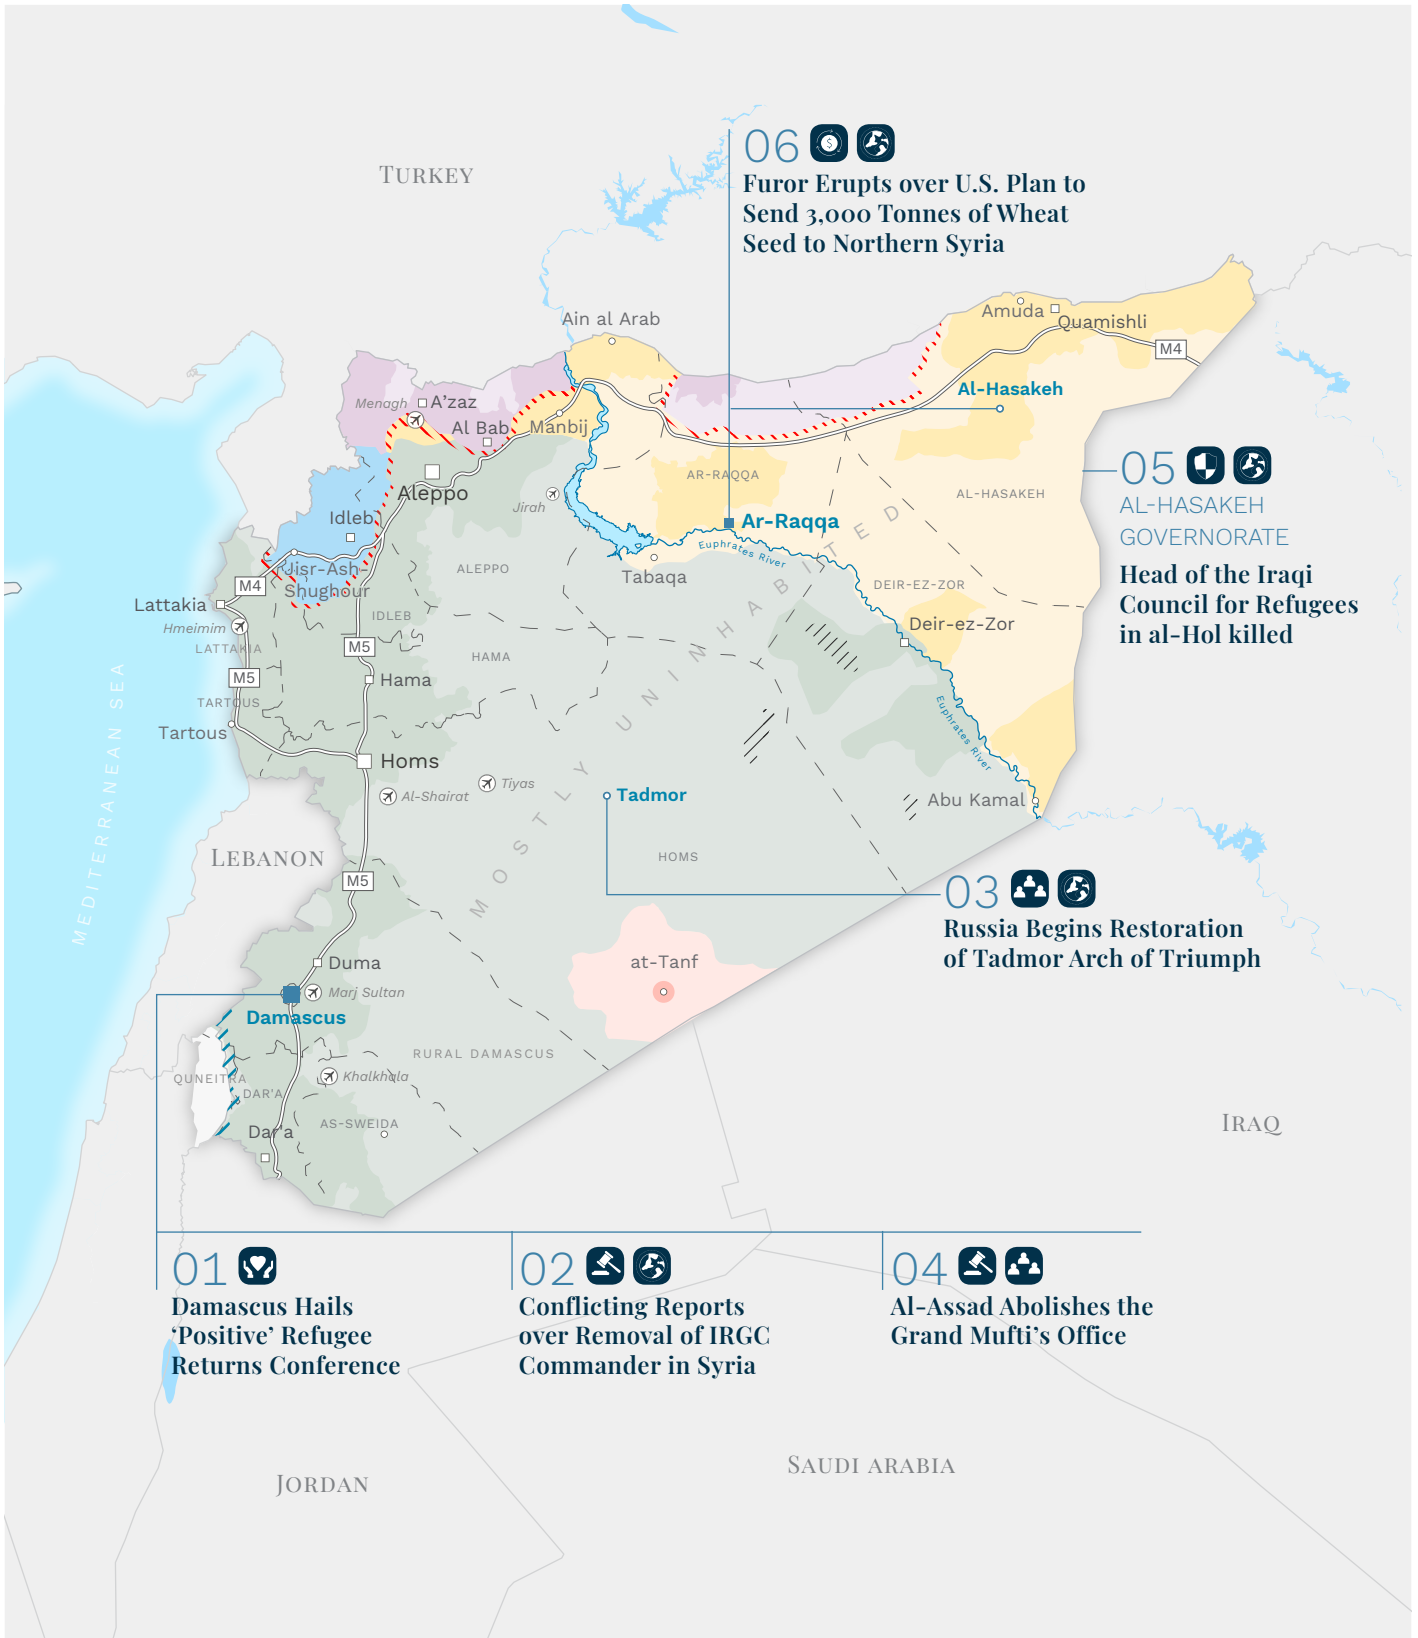 TURKEY
06
Furor Erupts over U.S. Plan to
Send 3,000 Tonnes of Wheat
Seed to Northern Syria
Ain al Arab
Amuda
Quamishli
M4
Al-Hasakeh
Menagh
A'zaz
Al Bab
Manbij
Aleppo
Jirah
AR-RAQQA
AL-HASAKEH
05
AL-HASAKEH
GOVERNORATE
Head of the Iraqi
Council for Refugees
in al-Hol killed
Idleb
Ar-Raqqa
Euphrates River
Tabaqa
Jisr-Ash-
Shughour
M4
ALEPPO
DEIR-EZ-ZOR
Lattakia
Hmeimim
LATTAKIA
IDLEB
Deir-ez-Zor
M5
HAMA
M5
Hama
TARTOUS
Tartous
MEDITERRANEAN SEA
MOSTLY UNINHABITED
Euphrates River
Homs
Al-Shairat
Tiyas
Tadmor
Abu Kamal
LEBANON
HOMS
M5
03
Russia Begins Restoration
of Tadmor Arch of Triumph
at-Tanf
Duma
Marj Sultan
Damascus
RURAL DAMASCUS
QUNEITRA
Khalkhala
DAR'A
AS-SWEIDA
Dar'a
IRAQ
01
Damascus Hails
‘Positive’ Refugee
Returns Conference
02
Conflicting Reports
over Removal of IRGC
Commander in Syria
04
Al-Assad Abolishes the
Grand Mufti’s Office
JORDAN
SAUDI ARABIA